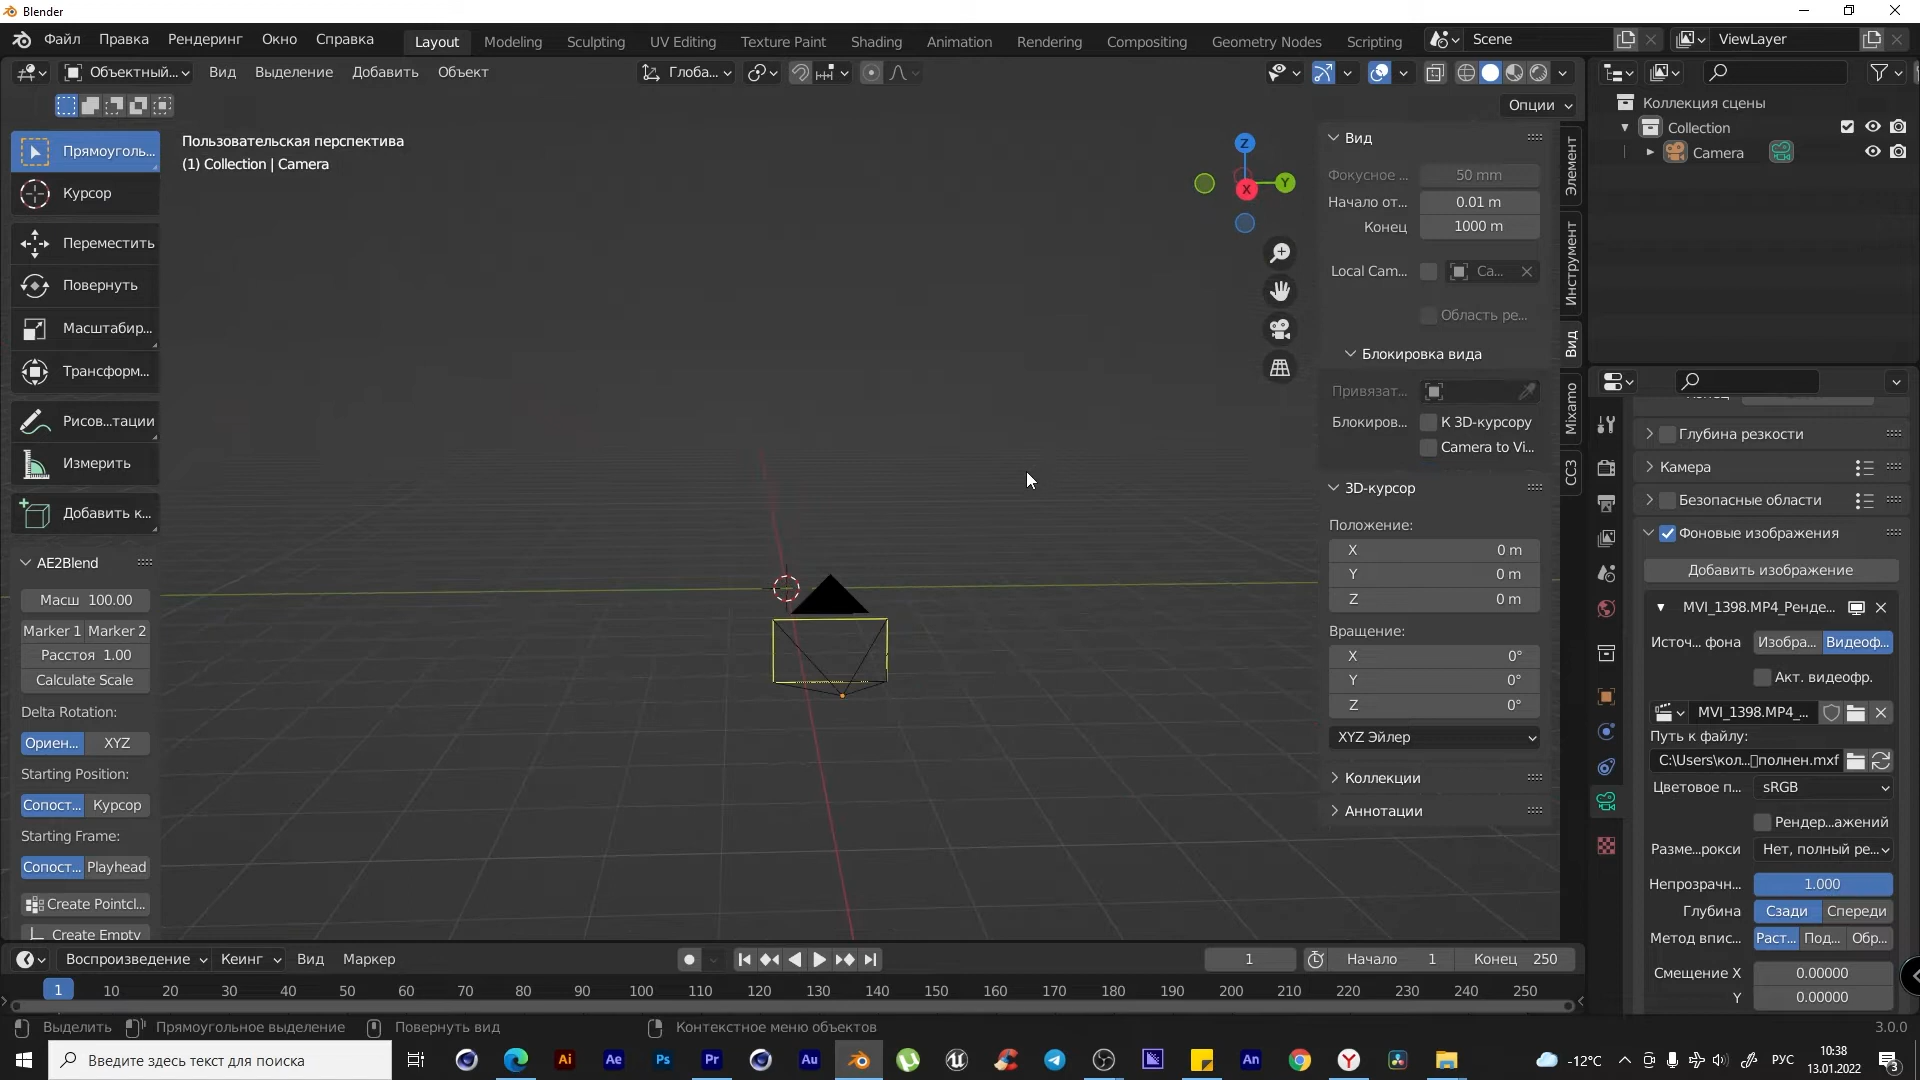 Blender
Файл Правка Рендеринг Окно Справка Layout Modeling Sculpting UV Editing Texture Paint Shading Animation Rendering Compositing Geometry Nodes Scripting Scene ViewLayer
Объектный... Вид Выделение Добавить Объект Глоба...
Опции
Прямоуголь...
Курсор
Переместить
Повернуть
Масштабир...
Трансформ...
Рисов...тации
Измерить
Добавить к...
AE2Blend
Масш 100.00
Marker 1 Marker 2
Расстоя 1.00
Calculate Scale
Delta Rotation:
Ориен... XYZ
Starting Position:
Сопост... Курсор
Starting Frame:
Сопост... Playhead
Create Pointcl...
Create Empty
Пользовательская перспектива
(1) Collection | Camera
Z
X Y
Вид
Фокусное ... 50 mm
Начало от... 0.01 m
Конец 1000 m
Local Cam... Ca...
Область ре...
Блокировка вида
Привязат...
Блокиров... К 3D-курсору
Camera to Vi...
3D-курсор
Положение:
X 0 m
Y 0 m
Z 0 m
Вращение:
X 0°
Y 0°
Z 0°
XYZ Эйлер
Коллекции
Аннотации
Элемент
Инструмент
Вид
Mixamo
CC3
Коллекция сцены
Collection
Camera
Глубина резкости
Камера
Безопасные области
Фоновые изображения
Добавить изображение
MVI_1398.MP4_Ренде...
Источ... фона Изобра... Видеоф...
Акт. видеофр.
MVI_1398.MP4_...
Путь к файлу:
C:\Users\кол...полнен.mxf
Цветовое п... sRGB
Рендер...ажений
Разме...рокси Нет, полный ре...
Непрозрачн... 1.000
Глубина Сзади Спереди
Метод впис... Раст... Под... Обр...
Смещение X 0.00000
Y 0.00000
Воспроизведение Кеинг Вид Маркер 1 Начало 1 Конец 250
1 10 20 30 40 50 60 70 80 90 100 110 120 130 140 150 160 170 180 190 200 210 220 230 240 250
Выделить Прямоугольное выделение Повернуть вид Контекстное меню объектов 3.0.0
Введите здесь текст для поиска Ai Ae Ps Pr Au An -12°C РУС 10:38
13.01.2022 3